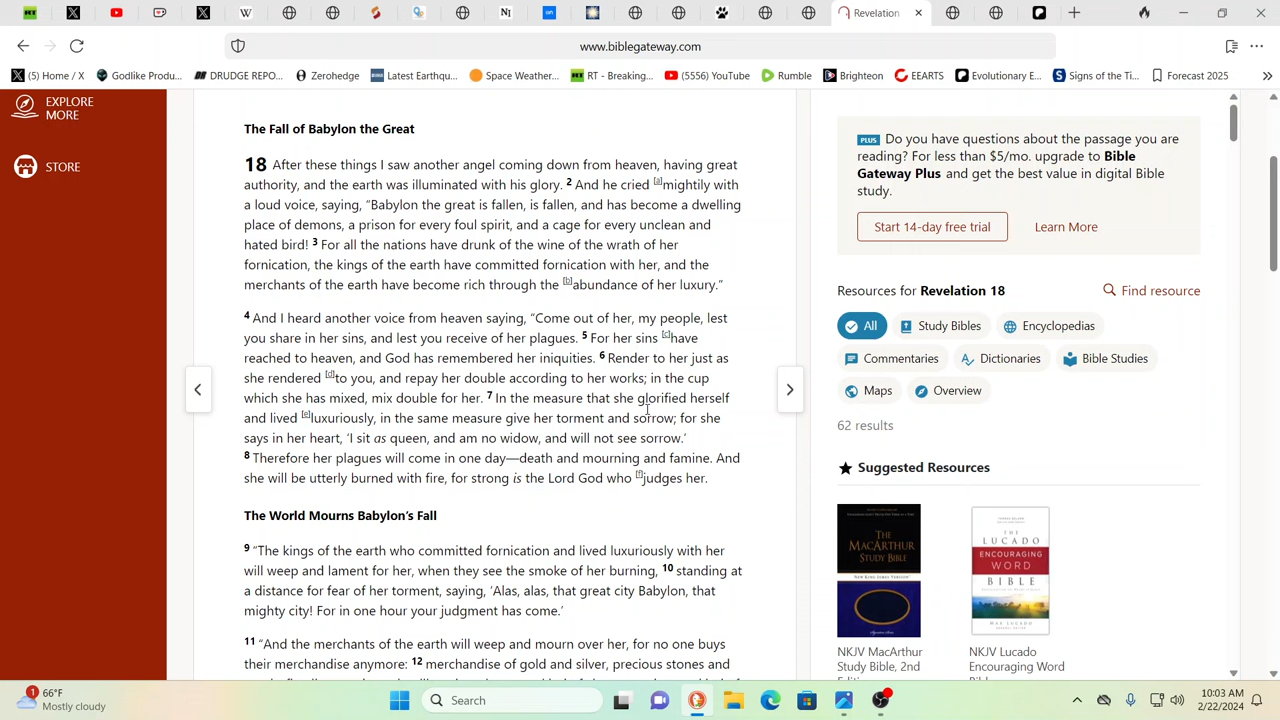 Revelation
www.biblegateway.com
(5) Home / X
Godlike Produ...
DRUDGE REPO...
Zerohedge
Latest Earthqu...
Space Weather...
RT - Breaking...
(5556) YouTube
Rumble
Brighteon
EEARTS
Evolutionary E...
Signs of the Ti...
Forecast 2025
EXPLORE
MORE
STORE
The Fall of Babylon the Great
18 After these things I saw another angel coming down from heaven, having great
authority, and the earth was illuminated with his glory. 2 And he cried [a]mightily with
a loud voice, saying, “Babylon the great is fallen, is fallen, and has become a dwelling
place of demons, a prison for every foul spirit, and a cage for every unclean and
hated bird! 3 For all the nations have drunk of the wine of the wrath of her
fornication, the kings of the earth have committed fornication with her, and the
merchants of the earth have become rich through the [b]abundance of her luxury.”
4 And I heard another voice from heaven saying, “Come out of her, my people, lest
you share in her sins, and lest you receive of her plagues. 5 For her sins [c]have
reached to heaven, and God has remembered her iniquities. 6 Render to her just as
she rendered [d]to you, and repay her double according to her works; in the cup
which she has mixed, mix double for her. 7 In the measure that she glorified herself
and lived [e]luxuriously, in the same measure give her torment and sorrow; for she
says in her heart, ‘I sit as queen, and am no widow, and will not see sorrow.’
8 Therefore her plagues will come in one day—death and mourning and famine. And
she will be utterly burned with fire, for strong is the Lord God who [f]judges her.
The World Mourns Babylon’s Fall
9 “The kings of the earth who committed fornication and lived luxuriously with her
will weep and lament for her, when they see the smoke of her burning, 10 standing at
a distance for fear of her torment, saying, ‘Alas, alas, that great city Babylon, that
mighty city! For in one hour your judgment has come.’
11 “And the merchants of the earth will weep and mourn over her, for no one buys
their merchandise anymore: 12 merchandise of gold and silver, precious stones and
PLUS Do you have questions about the passage you are
reading? For less than $5/mo. upgrade to Bible
Gateway Plus and get the best value in digital Bible
study.
Start 14-day free trial
Learn More
Resources for Revelation 18
Find resource
All
Study Bibles
Encyclopedias
Commentaries
Dictionaries
Bible Studies
Maps
Overview
62 results
Suggested Resources
THE
MACARTHUR
STUDY BIBLE
THE
LUCADO
ENCOURAGING
WORD
BIBLE
MAX LUCADO
NKJV MacArthur
Study Bible, 2nd
NKJV Lucado
Encouraging Word
1
66°F
Mostly cloudy
Search
10:03 AM
2/22/2024